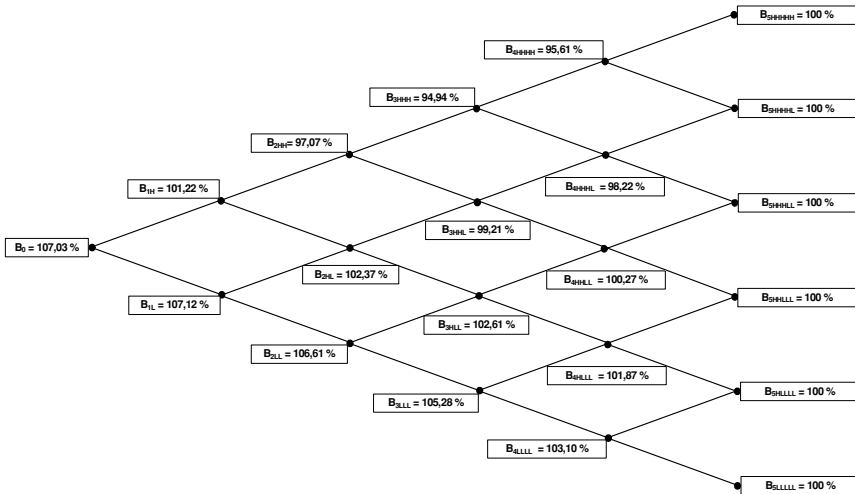 B5HHHHH = 100 %
B4HHHH = 95,61 %
B3HHH = 94,94 %
B5HHHHL = 100 %
B2HH= 97,07 %
B1H = 101,22 %
B4HHHL = 98,22 %
B5HHHLL = 100 %
B3HHL = 99,21 %
B0 = 107,03 %
B2HL = 102,37 %
B4HHLL = 100,27 %
B1L = 107,12 %
B5HHLLL = 100 %
B3HLL = 102,61 %
B2LL = 106,61 %
B4HLLL = 101,87 %
B5HLLLL = 100 %
B3LLL = 105,28 %
B4LLLL = 103,10 %
B5LLLLL = 100 %